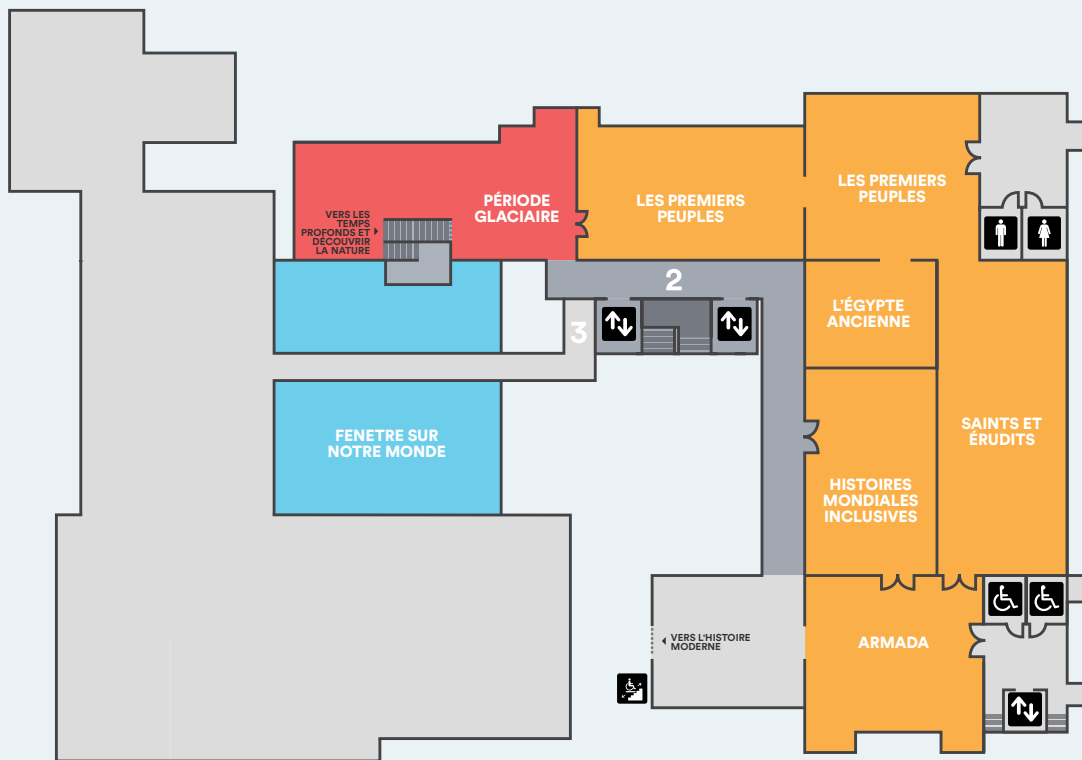 LES PREMIERS
PEUPLES
PÉRIODE
GLACIAIRE
LES PREMIERS
PEUPLES
VERS LES
TEMPS
PROFONDS ET
DÉCOUVRIR
LA NATURE
2
L'ÉGYPTE
ANCIENNE
3
FENETRE SUR
NOTRE MONDE
SAINTS ET
ÉRUDITS
HISTOIRES
MONDIALES
INCLUSIVES
VERS L'HISTOIRE
MODERNE
ARMADA